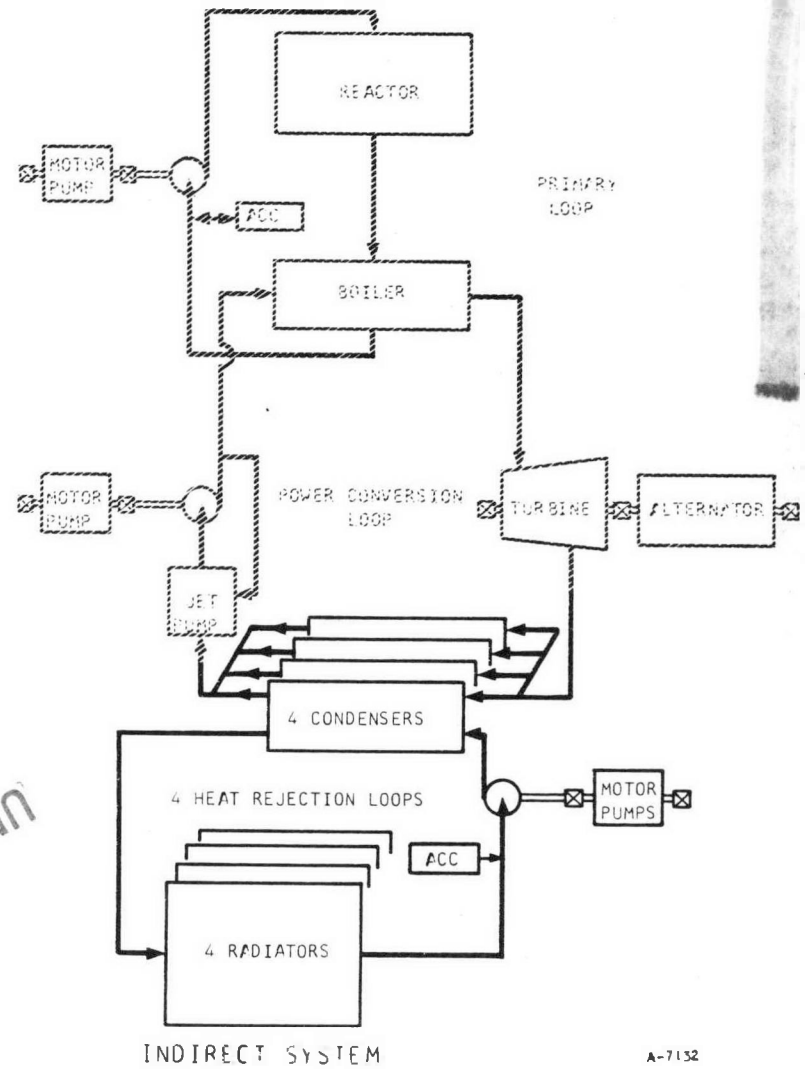 REACTOR
MOTOR
PUMP
PRIMARY
LOOP
ACC
BOILER
MOTOR
PUMP
POWER CONVERSION
LOOP
TURBINE
ALTERNATOR
JET
PUMP
4 CONDENSERS
4 HEAT REJECTION LOOPS
MOTOR
PUMPS
ACC
4 RADIATORS
INDIRECT SYSTEM
A-7132